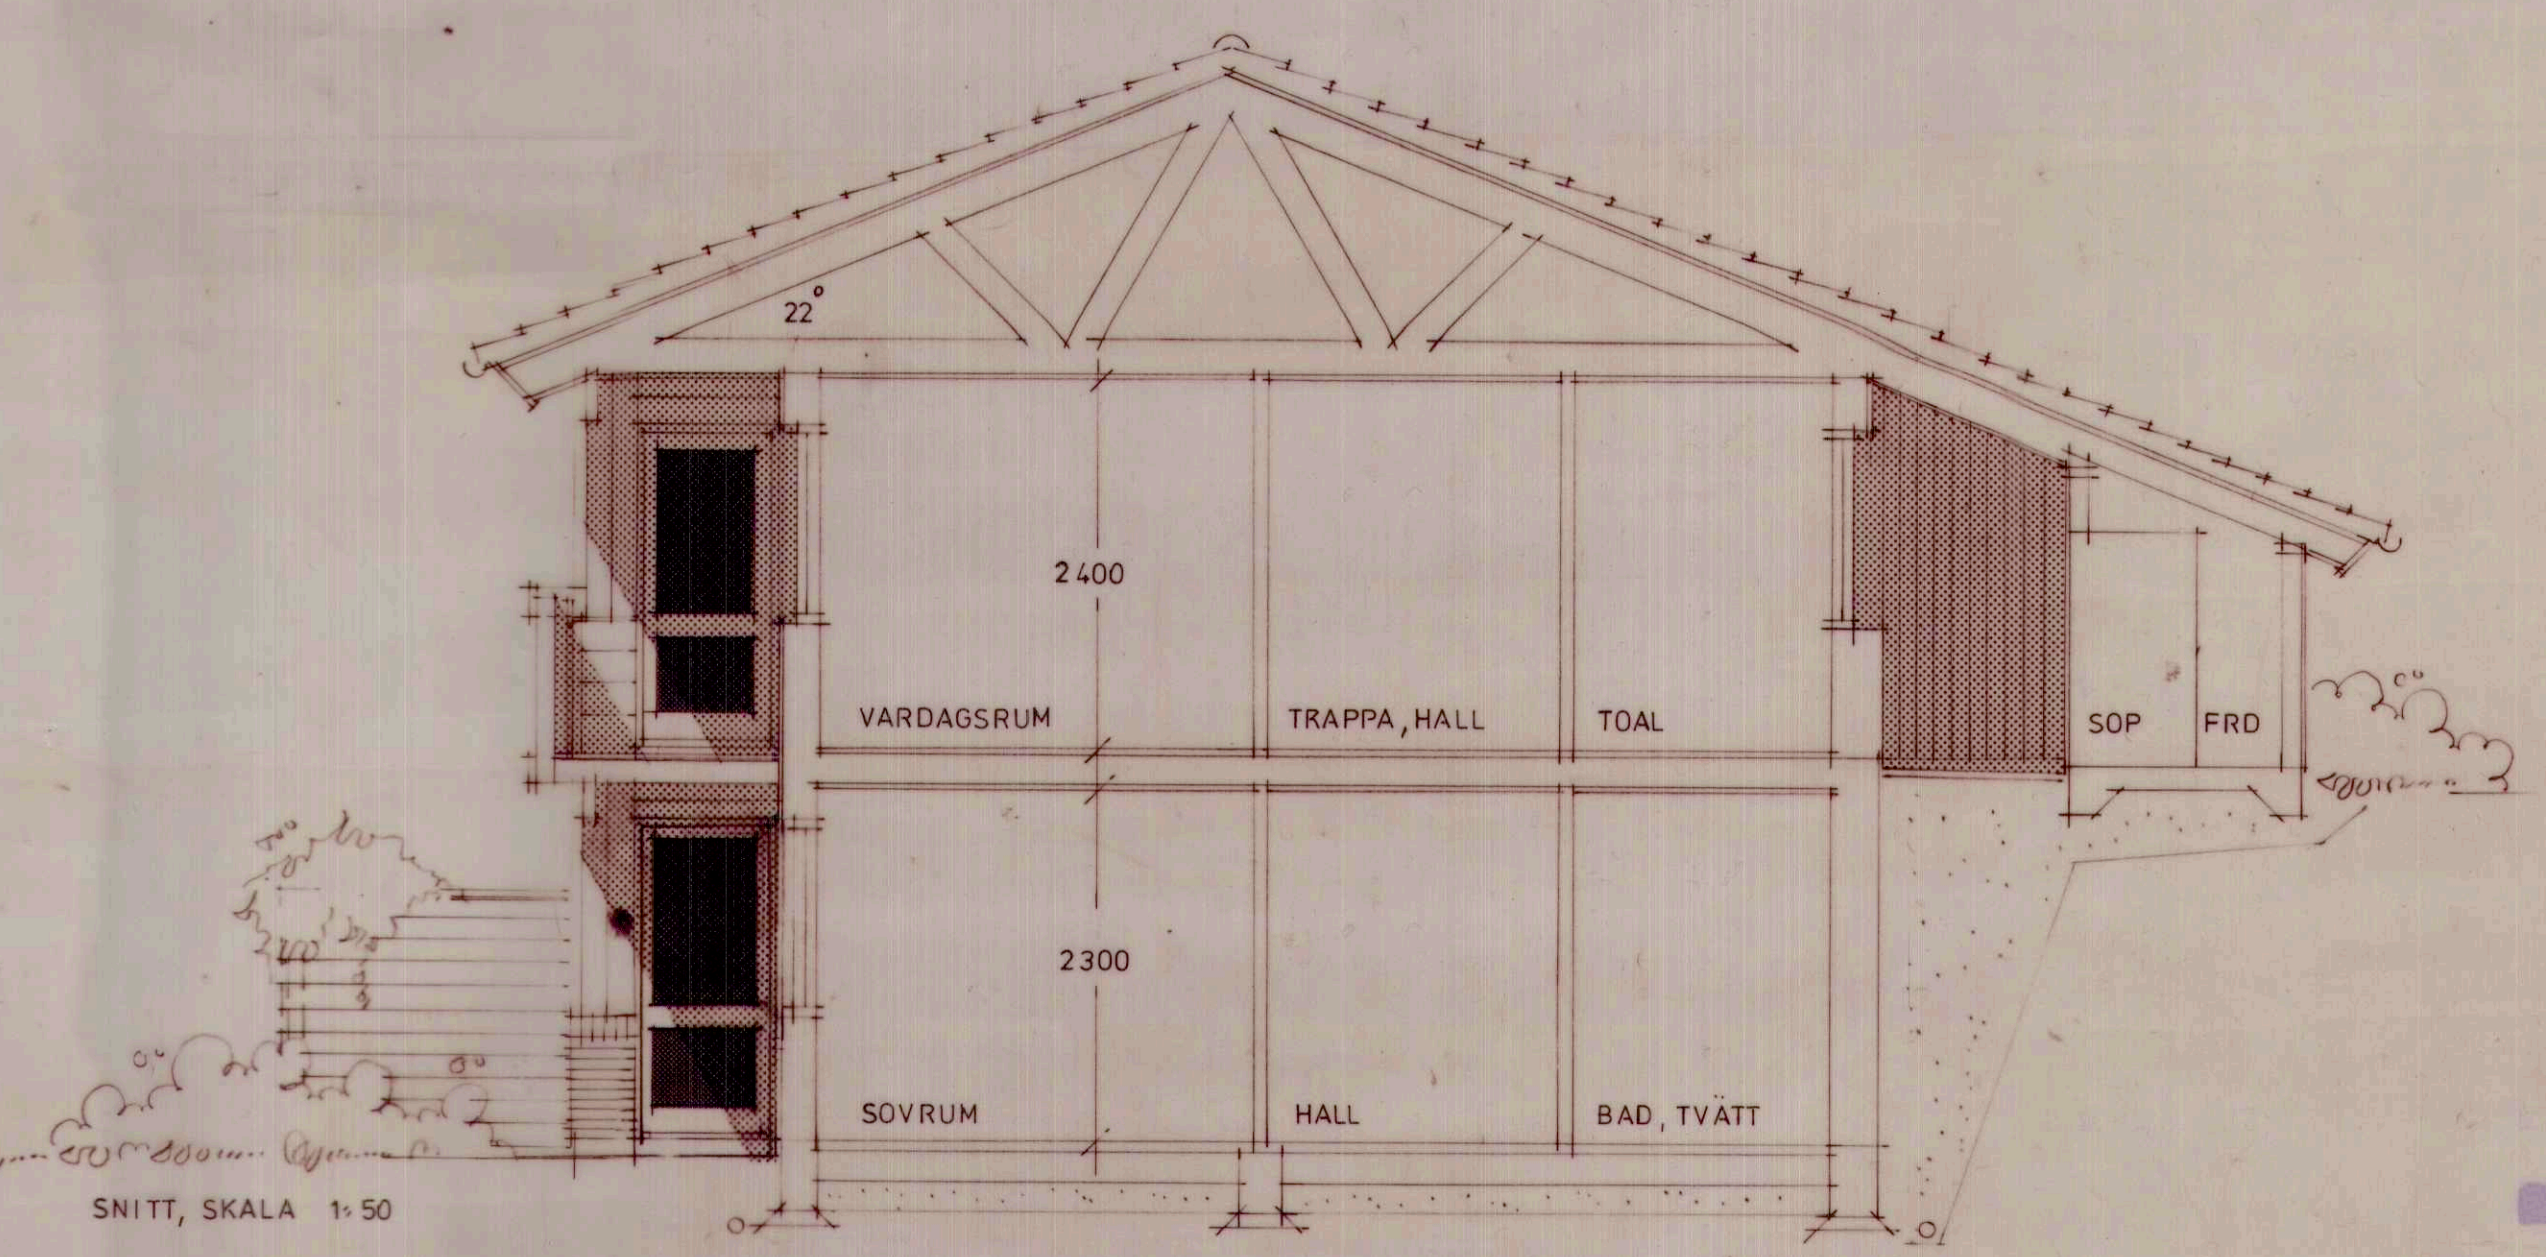 22°
2400
VARDAGSRUM
TRAPPA, HALL
TOAL
SOP
FRD
2300
SOVRUM
HALL
BAD, TVÄTT
SNITT, SKALA 1:50